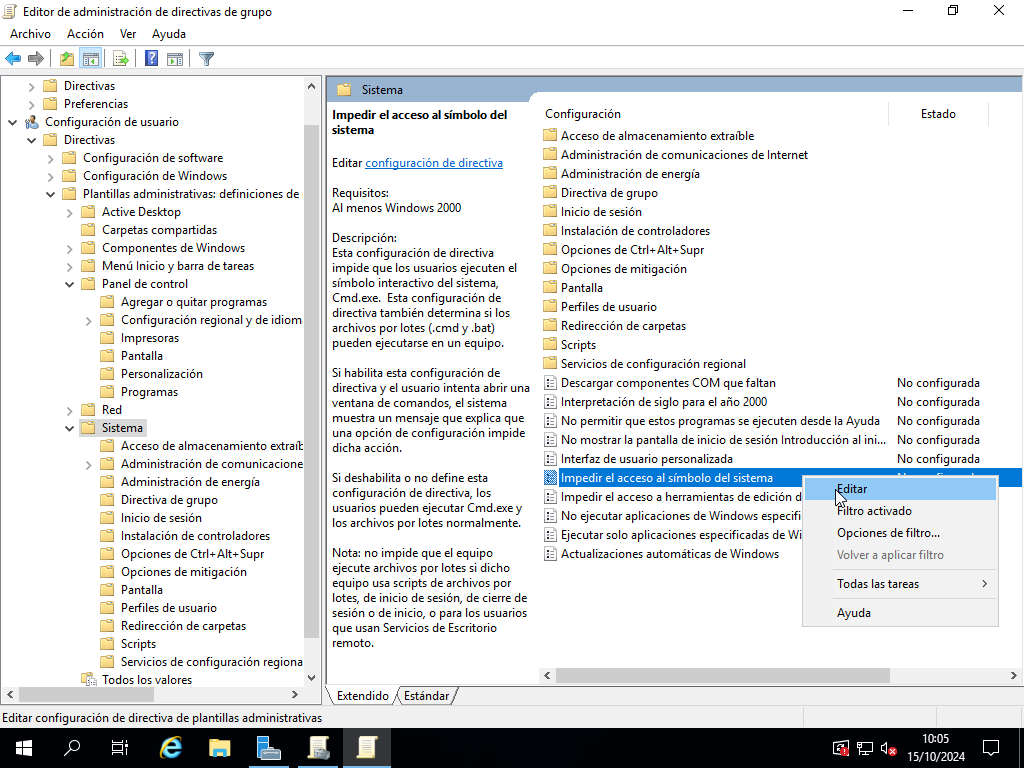 Editor de administración de directivas de grupo
Archivo Acción Ver Ayuda
Directivas
Preferencias
Configuración de usuario
Directivas
Configuración de software
Configuración de Windows
Plantillas administrativas: definiciones de
Active Desktop
Carpetas compartidas
Componentes de Windows
Menú Inicio y barra de tareas
Panel de control
Agregar o quitar programas
Configuración regional y de idiom
Impresoras
Pantalla
Personalización
Programas
Red
Sistema
Acceso de almacenamiento extraíb
Administración de comunicacione
Administración de energía
Directiva de grupo
Inicio de sesión
Instalación de controladores
Opciones de Ctrl+Alt+Supr
Opciones de mitigación
Pantalla
Perfiles de usuario
Redirección de carpetas
Scripts
Servicios de configuración regiona
Todos los valores
Sistema
Impedir el acceso al símbolo del
sistema
Editar configuración de directiva
Requisitos:
Al menos Windows 2000
Descripción:
Esta configuración de directiva
impide que los usuarios ejecuten el
símbolo interactivo del sistema,
Cmd.exe. Esta configuración de
directiva también determina si los
archivos por lotes (.cmd y .bat)
pueden ejecutarse en un equipo.
Si habilita esta configuración de
directiva y el usuario intenta abrir una
ventana de comandos, el sistema
muestra un mensaje que explica que
una opción de configuración impide
dicha acción.
Si deshabilita o no define esta
configuración de directiva, los
usuarios pueden ejecutar Cmd.exe y
los archivos por lotes normalmente.
Nota: no impide que el equipo
ejecute archivos por lotes si dicho
equipo usa scripts de archivos por
lotes, de inicio de sesión, de cierre de
sesión o de inicio, o para los usuarios
que usan Servicios de Escritorio
remoto.
Configuración Estado
Acceso de almacenamiento extraíble
Administración de comunicaciones de Internet
Administración de energía
Directiva de grupo
Inicio de sesión
Instalación de controladores
Opciones de Ctrl+Alt+Supr
Opciones de mitigación
Pantalla
Perfiles de usuario
Redirección de carpetas
Scripts
Servicios de configuración regional
Descargar componentes COM que faltan No configurada
Interpretación de siglo para el año 2000 No configurada
No permitir que estos programas se ejecuten desde la Ayuda No configurada
No mostrar la pantalla de inicio de sesión Introducción al ini... No configurada
Interfaz de usuario personalizada No configurada
Impedir el acceso al símbolo del sistema No configurada
Impedir el acceso a herramientas de edición d
No ejecutar aplicaciones de Windows especifi
Ejecutar solo aplicaciones especificadas de Wi
Actualizaciones automáticas de Windows
Editar
Filtro activado
Opciones de filtro...
Volver a aplicar filtro
Todas las tareas
Ayuda
Extendido Estándar
Editar configuración de directiva de plantillas administrativas
10:05
15/10/2024